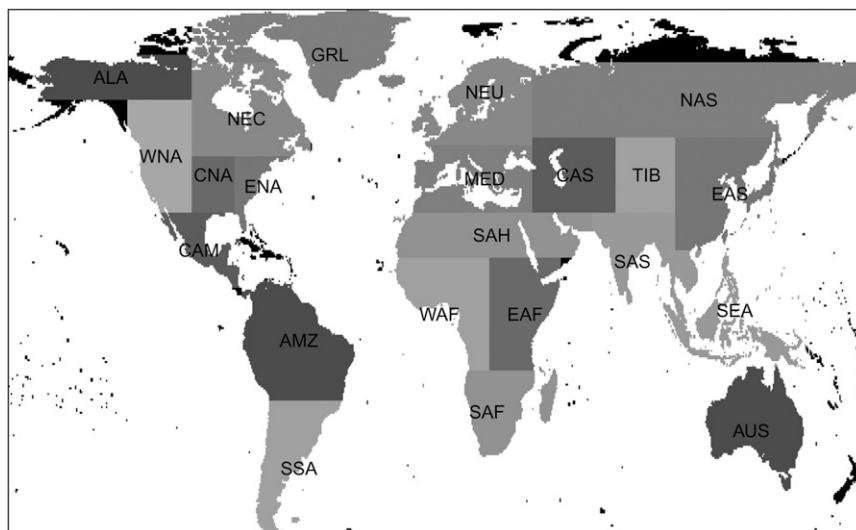 GRL
ALA
NEU
NAS
NEC
WNA
CNA
ENA
MED
CAS
TIB
EAS
CAM
SAH
SAS
WAF
EAF
SEA
AMZ
SAF
AUS
SSA